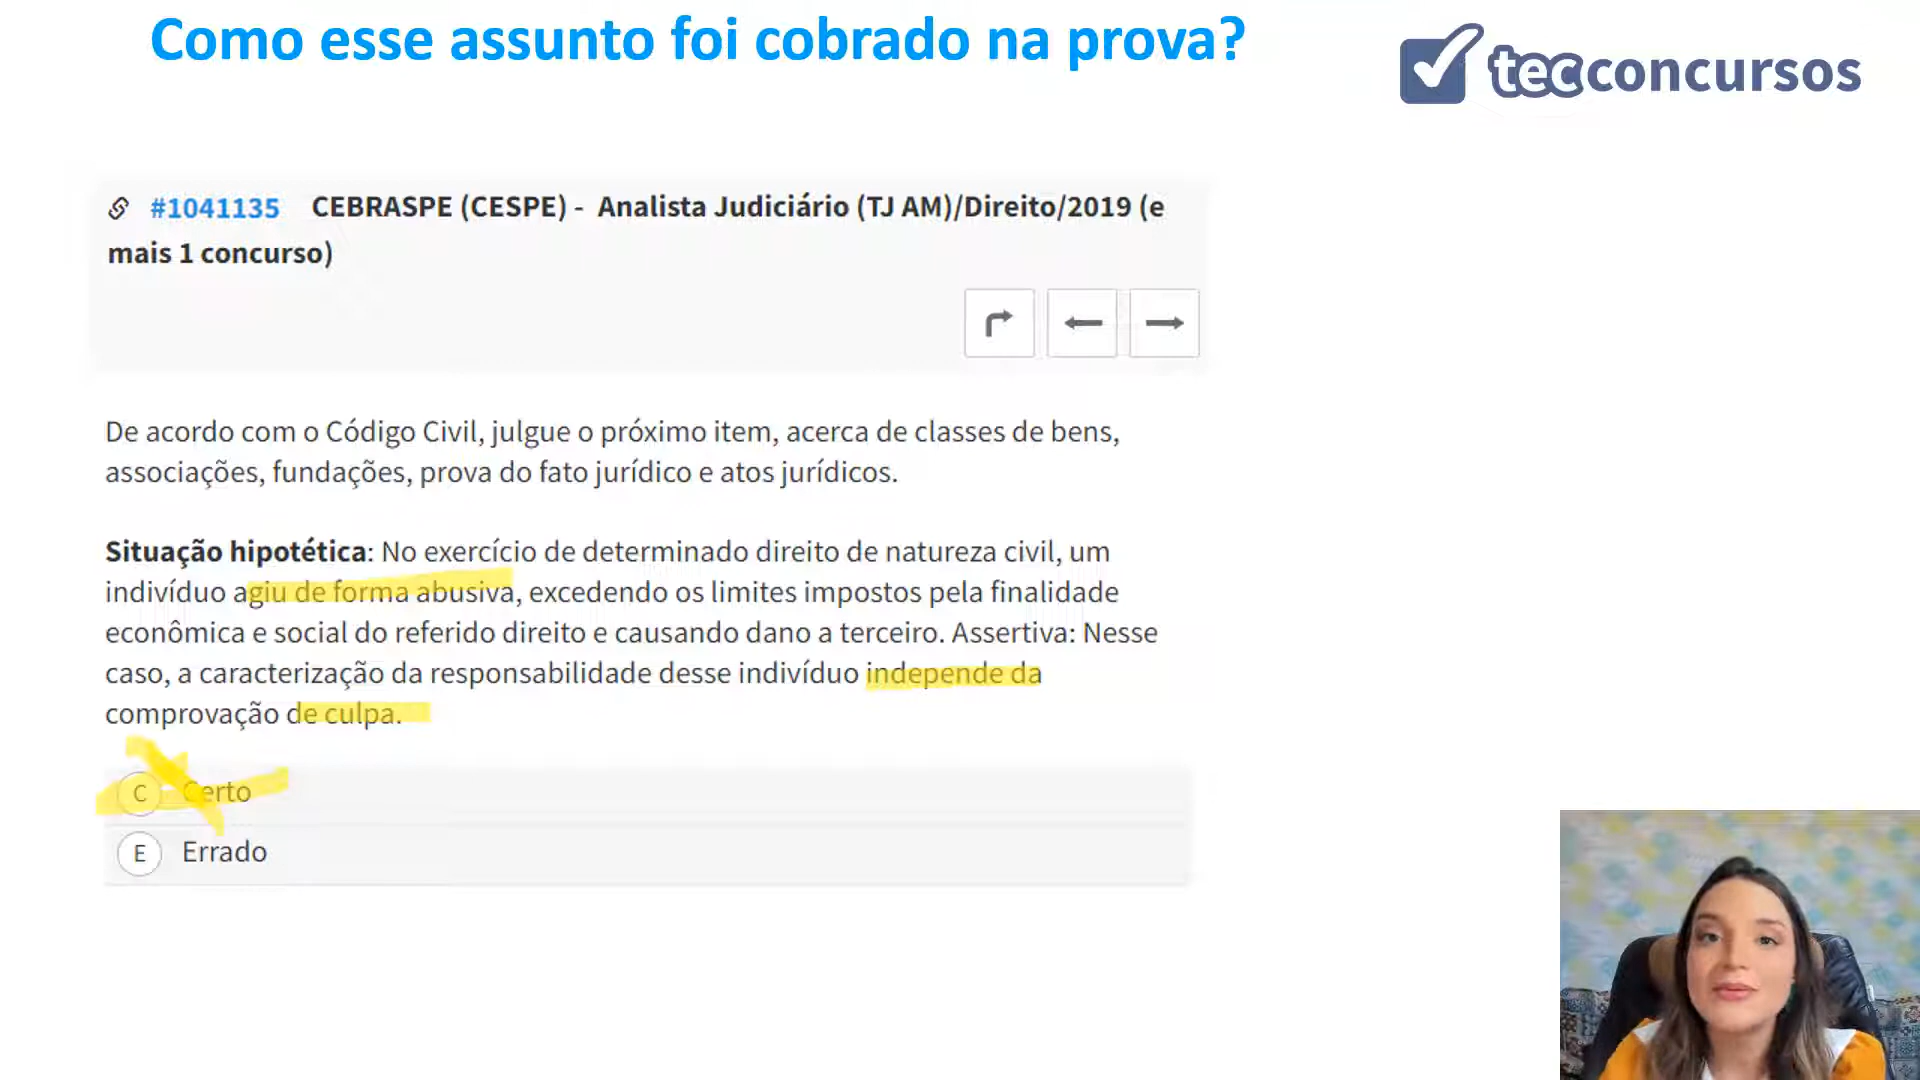 Como esse assunto foi cobrado na prova?
tecconcursos
#1041135 CEBRASPE (CESPE) - Analista Judiciário (TJ AM)/Direito/2019 (e
mais 1 concurso)
De acordo com o Código Civil, julgue o próximo item, acerca de classes de bens,
associações, fundações, prova do fato jurídico e atos jurídicos.
Situação hipotética: No exercício de determinado direito de natureza civil, um
indivíduo agiu de forma abusiva, excedendo os limites impostos pela finalidade
econômica e social do referido direito e causando dano a terceiro. Assertiva: Nesse
caso, a caracterização da responsabilidade desse indivíduo independe da
comprovação de culpa.
C Certo
E Errado